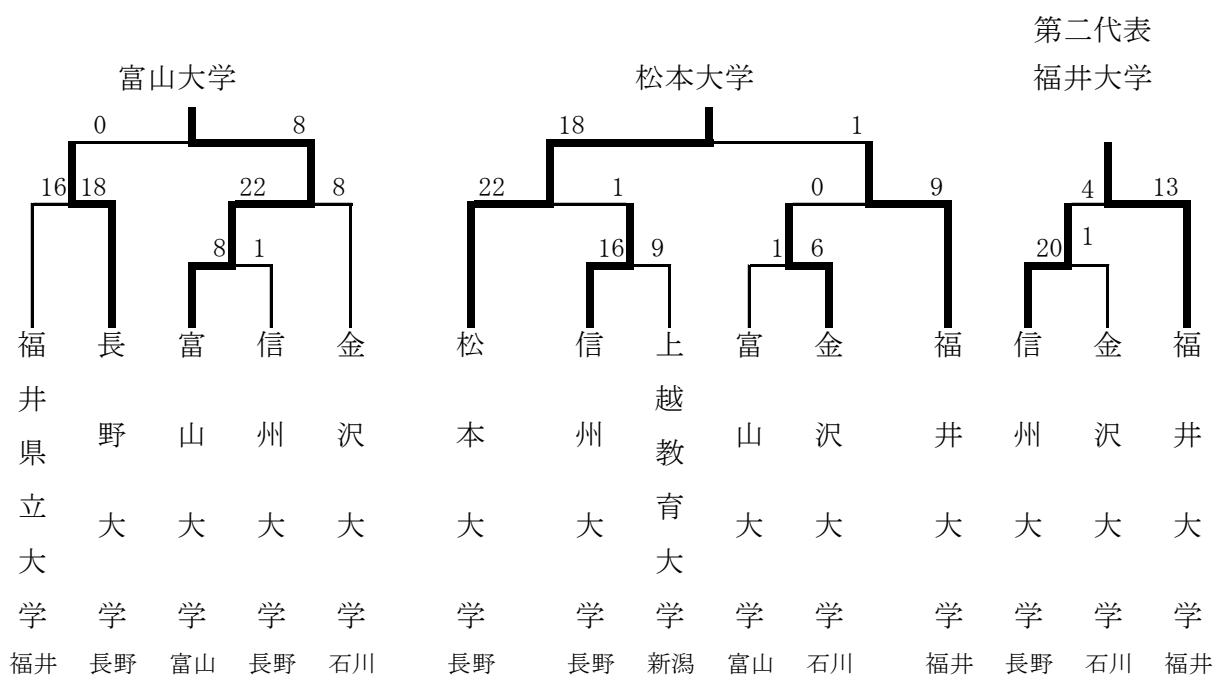 第二代表
富山大学 松本大学 福井大学
0 8 18 1
16 18 22 8 22 1 0 9 4 13
8 1 16 9 1 6 20 1
福井県立大学
長野大学
富山大学
信州大学
金沢大学
松本大学
信州大学
上越教育大学
富山大学
金沢大学
福井大学
信州大学
金沢大学
福井大学
福井 長野 富山 長野 石川 長野 長野 新潟 富山 石川 福井 長野 石川 福井